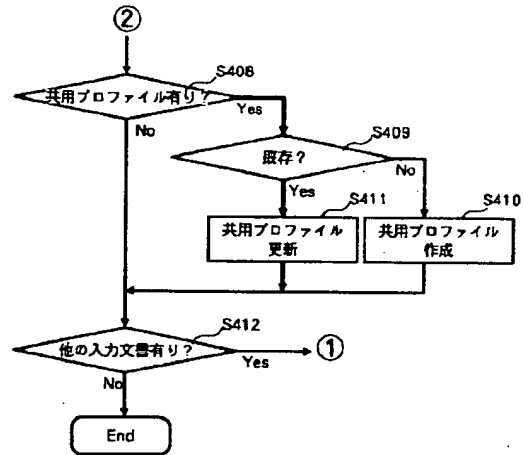 ②
S408
共用プロファイル有り?
Yes
No
S409
既存?
No
Yes
S411
共用プロファイル
更新
S410
共用プロファイル
作成
S412
他の入力文書有り?
Yes
①
No
End